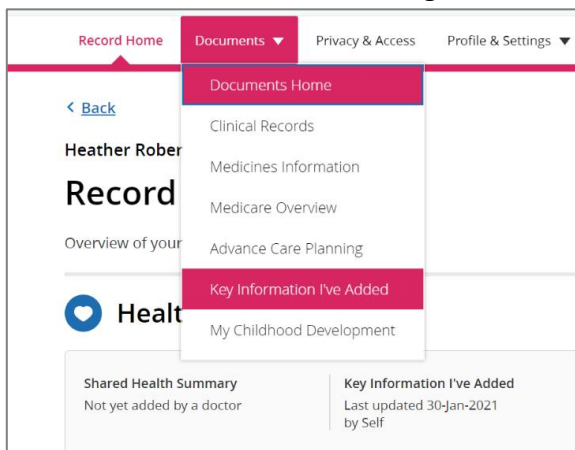 Record Home Documents ▼ Privacy & Access Profile & Settings ▼
Documents Home
< Back
Clinical Records
Heather Rober
Medicines Information
Record
Medicare Overview
Overview of your
Advance Care Planning
Key Information I've Added
Healt
My Childhood Development
Shared Health Summary
Not yet added by a doctor
Key Information I've Added
Last updated 30-Jan-2021
by Self